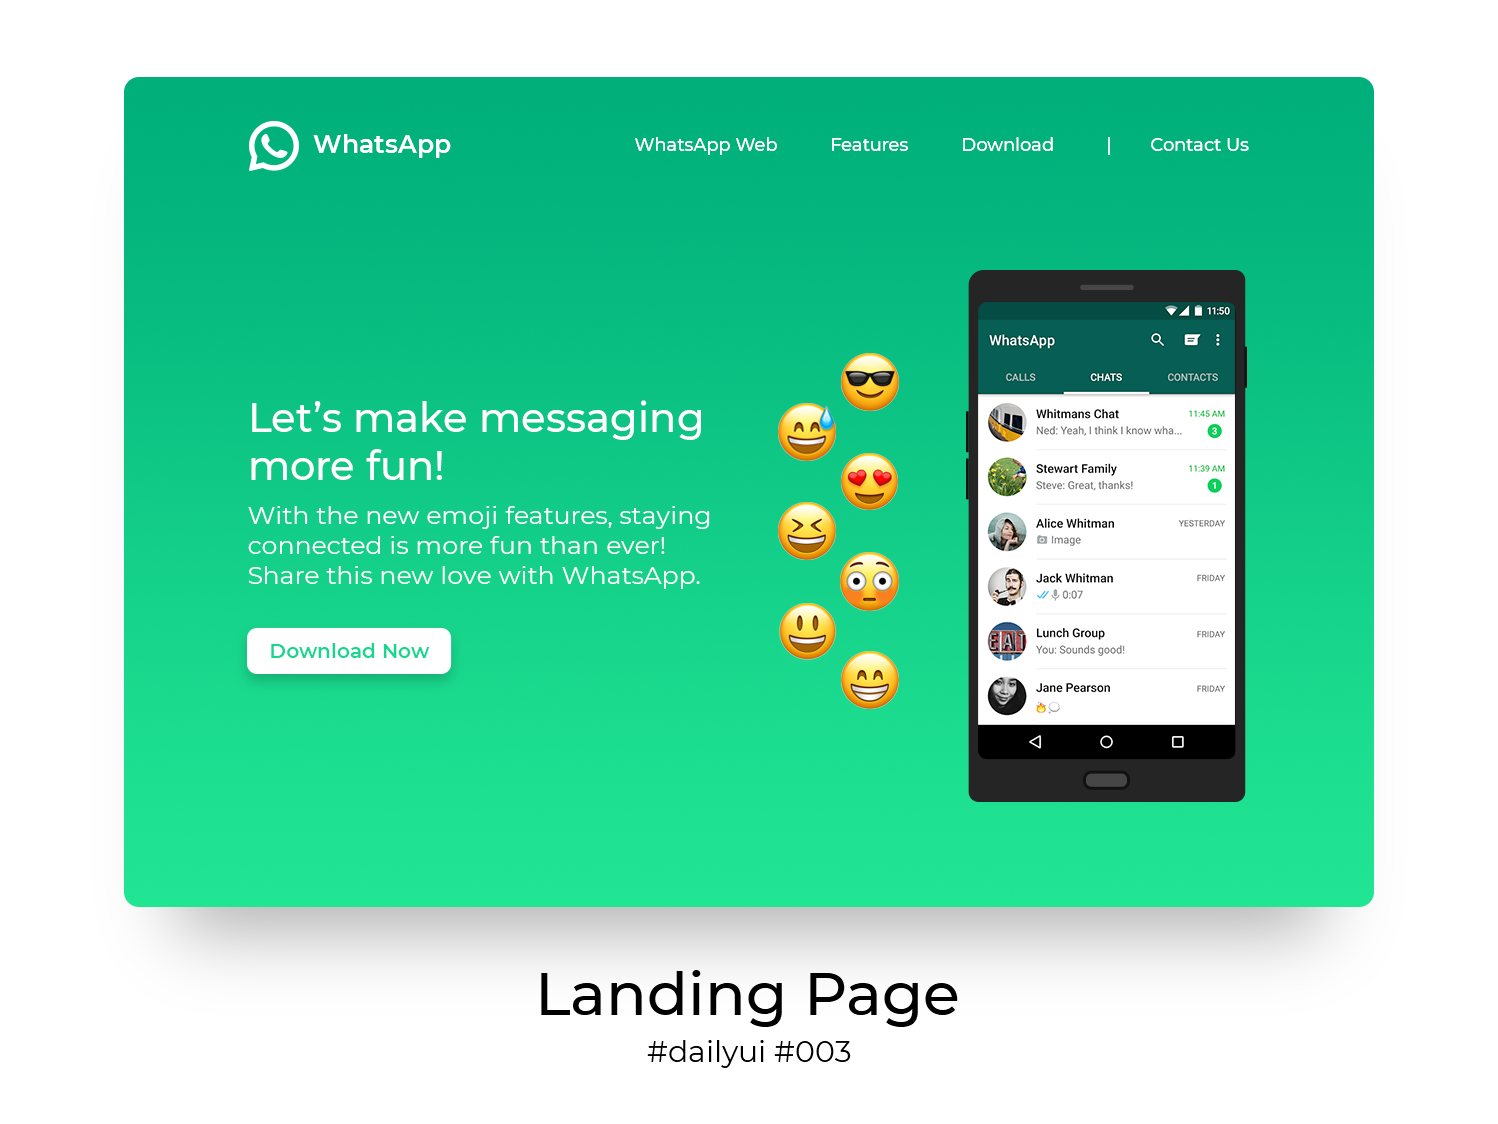 WhatsApp
WhatsApp Web Features Download | Contact Us
Let’s make messaging
more fun!
With the new emoji features, staying
connected is more fun than ever!
Share this new love with WhatsApp.
Download Now
11:50
WhatsApp
CALLS CHATS CONTACTS
Whitmans Chat 11:45 AM
Ned: Yeah, I think I know wha... 3
Stewart Family 11:39 AM
Steve: Great, thanks! 1
Alice Whitman YESTERDAY
Image
Jack Whitman FRIDAY
0:07
Lunch Group FRIDAY
EAT
You: Sounds good!
Jane Pearson FRIDAY
Landing Page
#dailyui #003